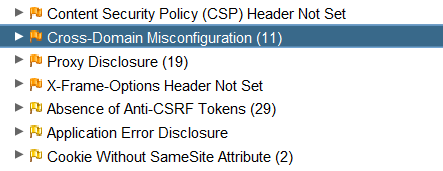 Content Security Policy (CSP) Header Not Set
Cross-Domain Misconfiguration (11)
Proxy Disclosure (19)
X-Frame-Options Header Not Set
Absence of Anti-CSRF Tokens (29)
Application Error Disclosure
Cookie Without SameSite Attribute (2)